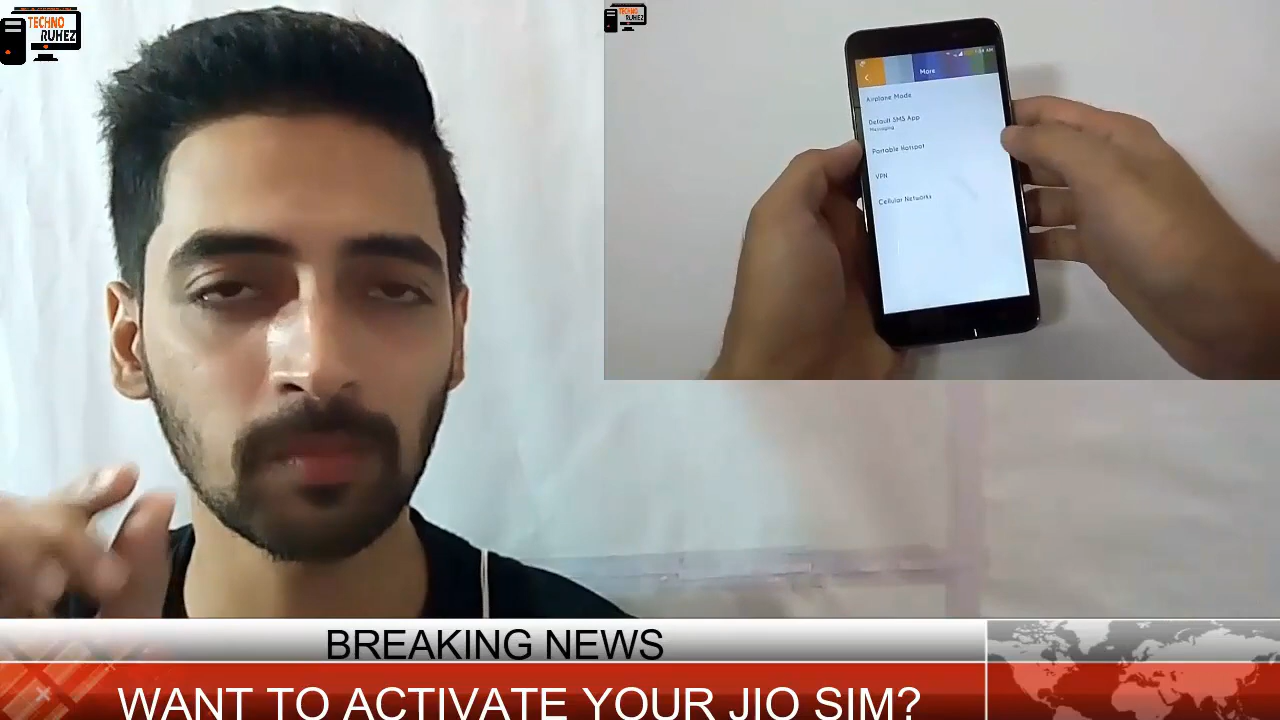 TECHNO
RUHEZ
TECHNO
RUHEZ
More
Airplane Mode
Default SMS App
Messaging
Portable Hotspot
VPN
Cellular Networks
BREAKING NEWS
WANT TO ACTIVATE YOUR JIO SIM?